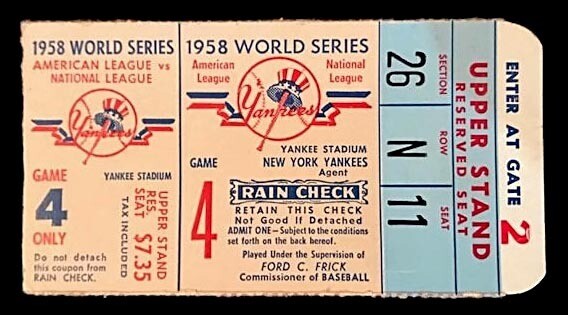 1958 WORLD SERIES
AMERICAN LEAGUE vs
NATIONAL LEAGUE
Yankees
YANKEE STADIUM
GAME
4
ONLY
UPPER STAND
RES. SEAT $7.35
TAX INCLUDED
Do not detach
this coupon from
RAIN CHECK.
1958 WORLD SERIES
American League
National League
Yankees
YANKEE STADIUM
NEW YORK YANKEES
Agent
GAME
4
RAIN CHECK
RETAIN THIS CHECK
Not Good If Detached
ADMIT ONE—Subject to the conditions
set forth on the back hereof.
Played Under the Supervision of
FORD C. FRICK
Commissioner of BASEBALL
26 SECTION
N ROW
11 SEAT
UPPER STAND
RESERVED SEAT
ENTER AT GATE 2